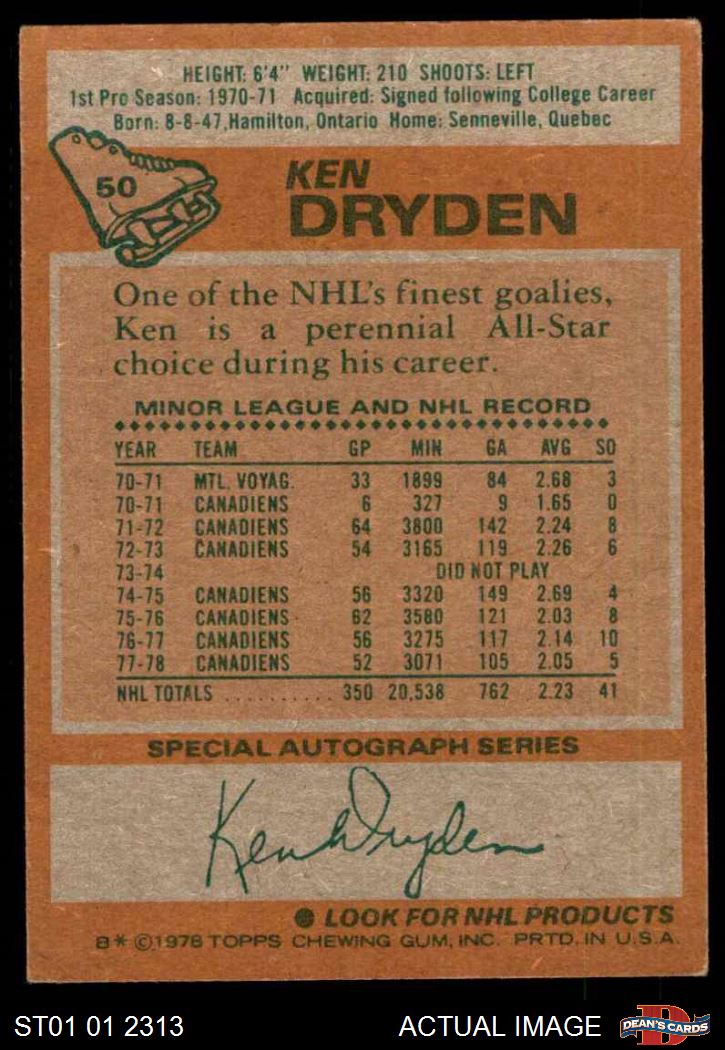 HEIGHT: 6'4" WEIGHT: 210 SHOOTS: LEFT
1st Pro Season: 1970-71 Acquired: Signed following College Career
Born: 8-8-47, Hamilton, Ontario Home: Senneville, Quebec
50
KEN
DRYDEN
One of the NHL's finest goalies,
Ken is a perennial All-Star
choice during his career.
MINOR LEAGUE AND NHL RECORD
YEAR TEAM GP MIN GA AVG SO
70-71 MTL. VOYAG. 33 1899 84 2.68 3
70-71 CANADIENS 6 327 9 1.65 0
71-72 CANADIENS 64 3800 142 2.24 8
72-73 CANADIENS 54 3165 119 2.26 6
73-74 DID NOT PLAY
74-75 CANADIENS 56 3320 149 2.69 4
75-76 CANADIENS 62 3580 121 2.03 8
76-77 CANADIENS 56 3275 117 2.14 10
77-78 CANADIENS 52 3071 105 2.05 5
NHL TOTALS .......... 350 20,538 762 2.23 41
SPECIAL AUTOGRAPH SERIES
Ken Dryden
LOOK FOR NHL PRODUCTS
B* ©1978 TOPPS CHEWING GUM, INC. PRTD. IN U.S.A.
ST01 01 2313 ACTUAL IMAGE D DEAN'S CARDS